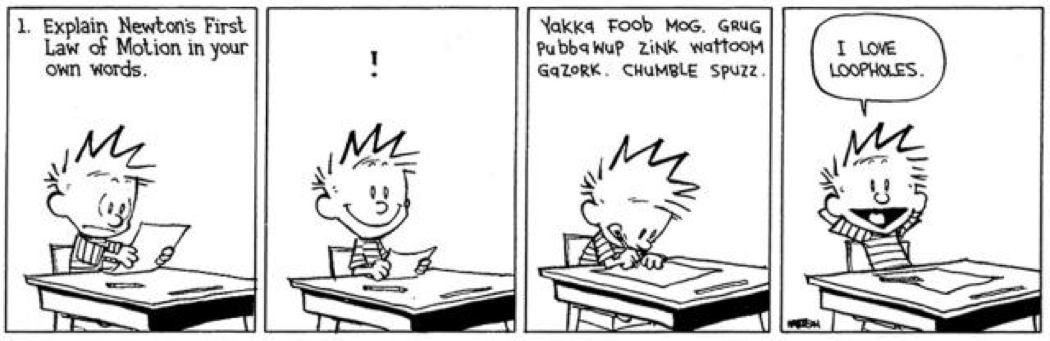 1. Explain Newton's First
Law of Motion in your
own words.
!
Yakka FOOB MOG. GRUG
PubbaWUP ZINK WattOOM
GaZORK. CHUMBLE SPUZZ.
I LOVE
LOOPHOLES.